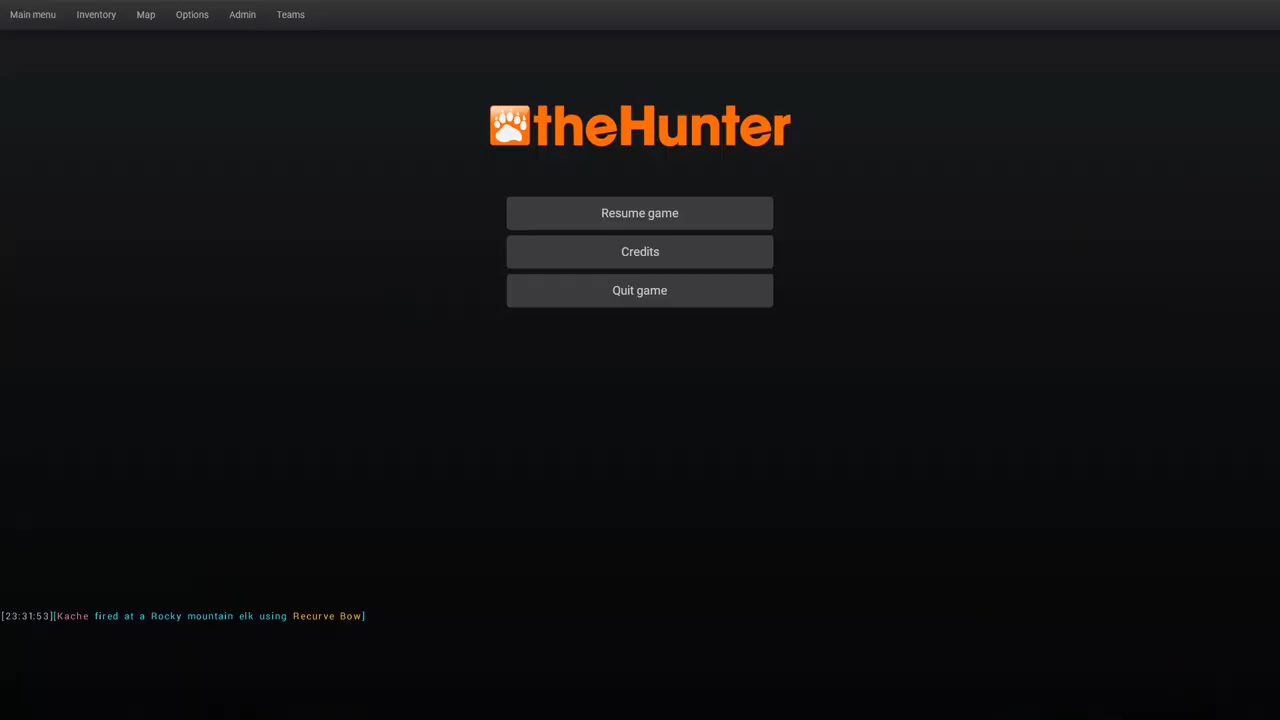 Main menu Inventory Map Options Admin Teams
theHunter
Resume game
Credits
Quit game
[23:31:53][Kache fired at a Rocky mountain elk using Recurve Bow]